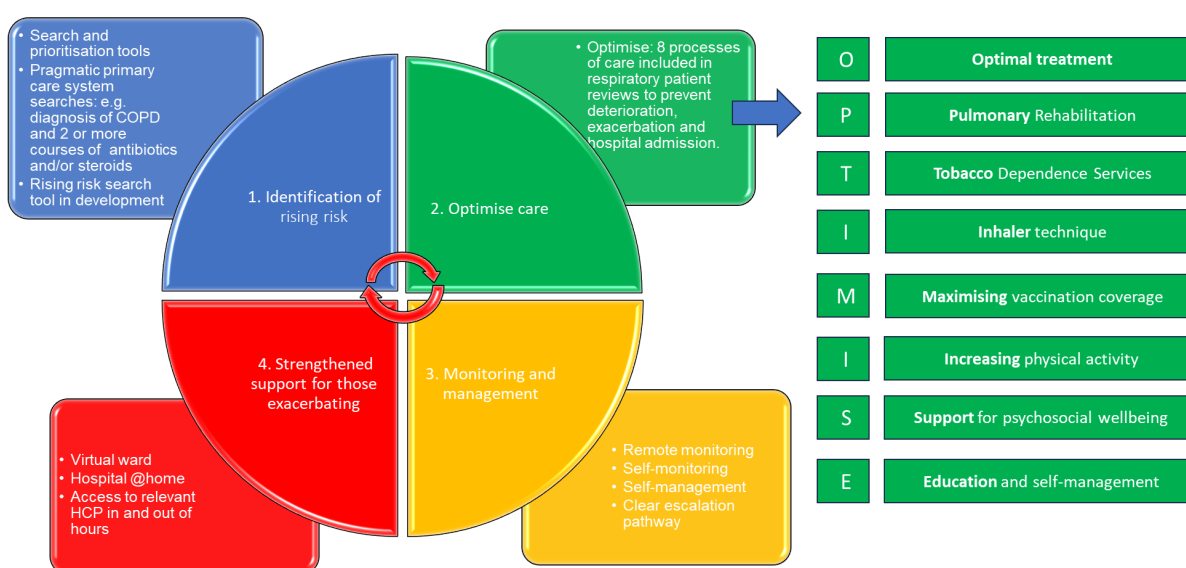 • Search and
prioritisation tools
• Pragmatic primary
care system
searches: e.g.
diagnosis of COPD
and 2 or more
courses of antibiotics
and/or steroids
• Rising risk search
tool in development
1. Identification of
rising risk
• Optimise: 8 processes
of care included in
respiratory patient
reviews to prevent
deterioration,
exacerbation and
hospital admission.
2. Optimise care
4. Strengthened
support for those
exacerbating
3. Monitoring and
management
• Virtual ward
• Hospital @home
• Access to relevant
HCP in and out of
hours
• Remote monitoring
• Self-monitoring
• Self-management
• Clear escalation
pathway
O Optimal treatment
P Pulmonary Rehabilitation
T Tobacco Dependence Services
I Inhaler technique
M Maximising vaccination coverage
I Increasing physical activity
S Support for psychosocial wellbeing
E Education and self-management